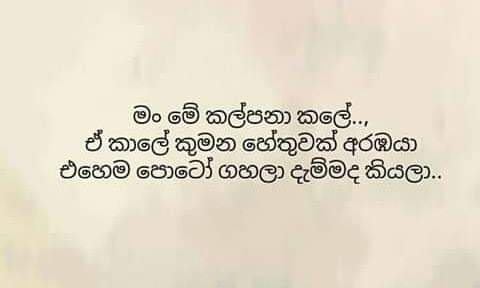 මං මේ කල්පනා කලේ..,
ඒ කාලේ කුමන හේතුවක් අරඹයා
එහෙම පොටෝ ගහලා දැම්මද කියලා..